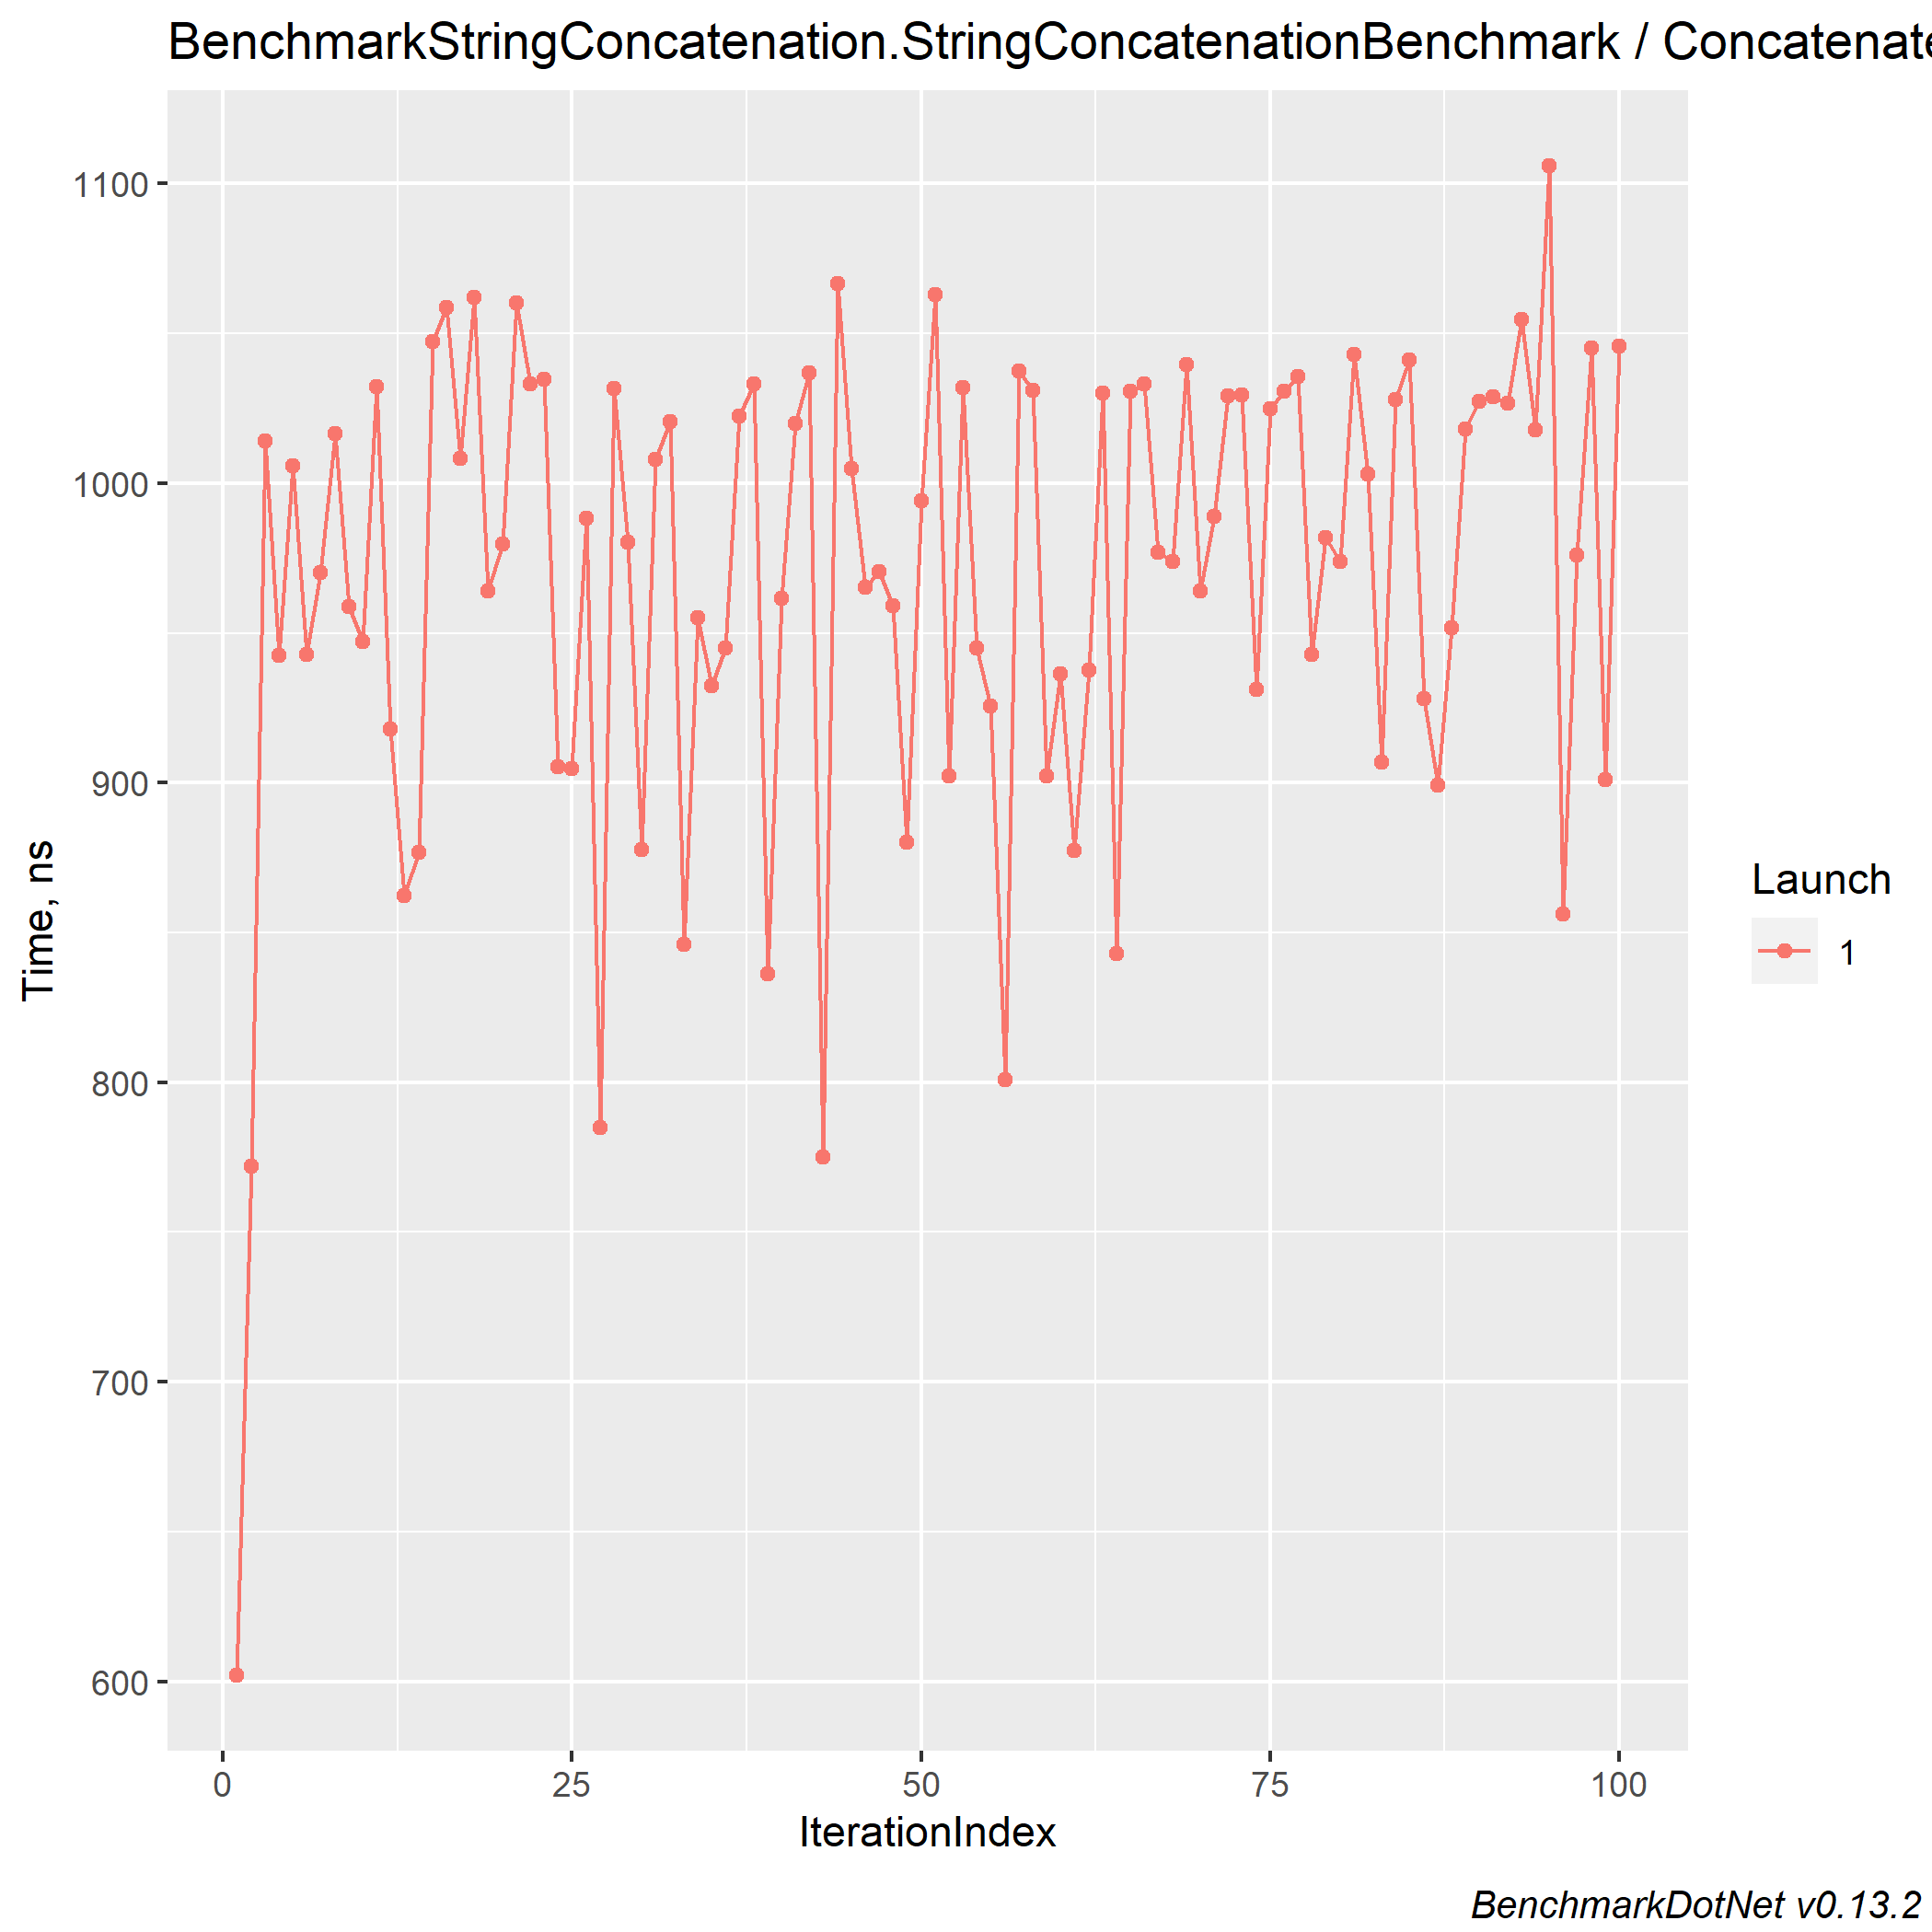 BenchmarkStringConcatenation.StringConcatenationBenchmark / Concatenate
1100
1000
900
800
700
600
Time, ns
0 25 50 75 100
IterationIndex
Launch
1
BenchmarkDotNet v0.13.2